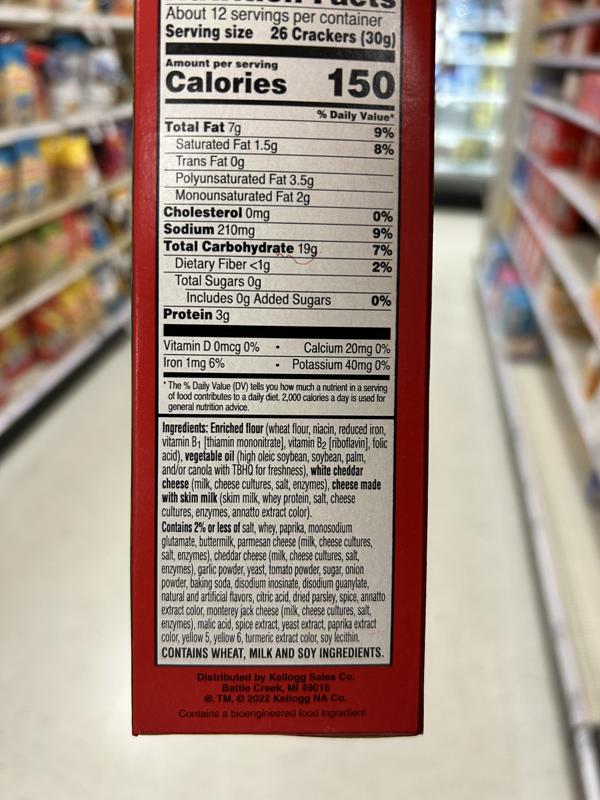 Nutrition Facts
About 12 servings per container
Serving size 26 Crackers (30g)
Amount per serving
Calories 150
% Daily Value*
Total Fat 7g 9%
Saturated Fat 1.5g 8%
Trans Fat 0g
Polyunsaturated Fat 3.5g
Monounsaturated Fat 2g
Cholesterol 0mg 0%
Sodium 210mg 9%
Total Carbohydrate 19g 7%
Dietary Fiber <1g 2%
Total Sugars 0g
Includes 0g Added Sugars 0%
Protein 3g
Vitamin D 0mcg 0% • Calcium 20mg 0%
Iron 1mg 6% • Potassium 40mg 0%
* The % Daily Value (DV) tells you how much a nutrient in a serving
of food contributes to a daily diet. 2,000 calories a day is used for
general nutrition advice.
Ingredients: Enriched flour (wheat flour, niacin, reduced iron,
vitamin B1 [thiamin mononitrate], vitamin B2 [riboflavin], folic
acid), vegetable oil (high oleic soybean, soybean, palm,
and/or canola with TBHQ for freshness), white cheddar
cheese (milk, cheese cultures, salt, enzymes), cheese made
with skim milk (skim milk, whey protein, salt, cheese
cultures, enzymes, annatto extract color).
Contains 2% or less of salt, whey, paprika, monosodium
glutamate, buttermilk, parmesan cheese (milk, cheese cultures,
salt, enzymes), cheddar cheese (milk, cheese cultures, salt,
enzymes), garlic powder, yeast, tomato powder, sugar, onion
powder, baking soda, disodium inosinate, disodium guanylate,
natural and artificial flavors, citric acid, dried parsley, spice, annatto
extract color, monterey jack cheese (milk, cheese cultures, salt,
enzymes), malic acid, spice extract, yeast extract, paprika extract
color, yellow 5, yellow 6, turmeric extract color, soy lecithin.
CONTAINS WHEAT, MILK AND SOY INGREDIENTS.
Distributed by Kellogg Sales Co.
Battle Creek, MI 49016
®, TM, © 2022 Kellogg NA Co.
Contains a bioengineered food ingredient